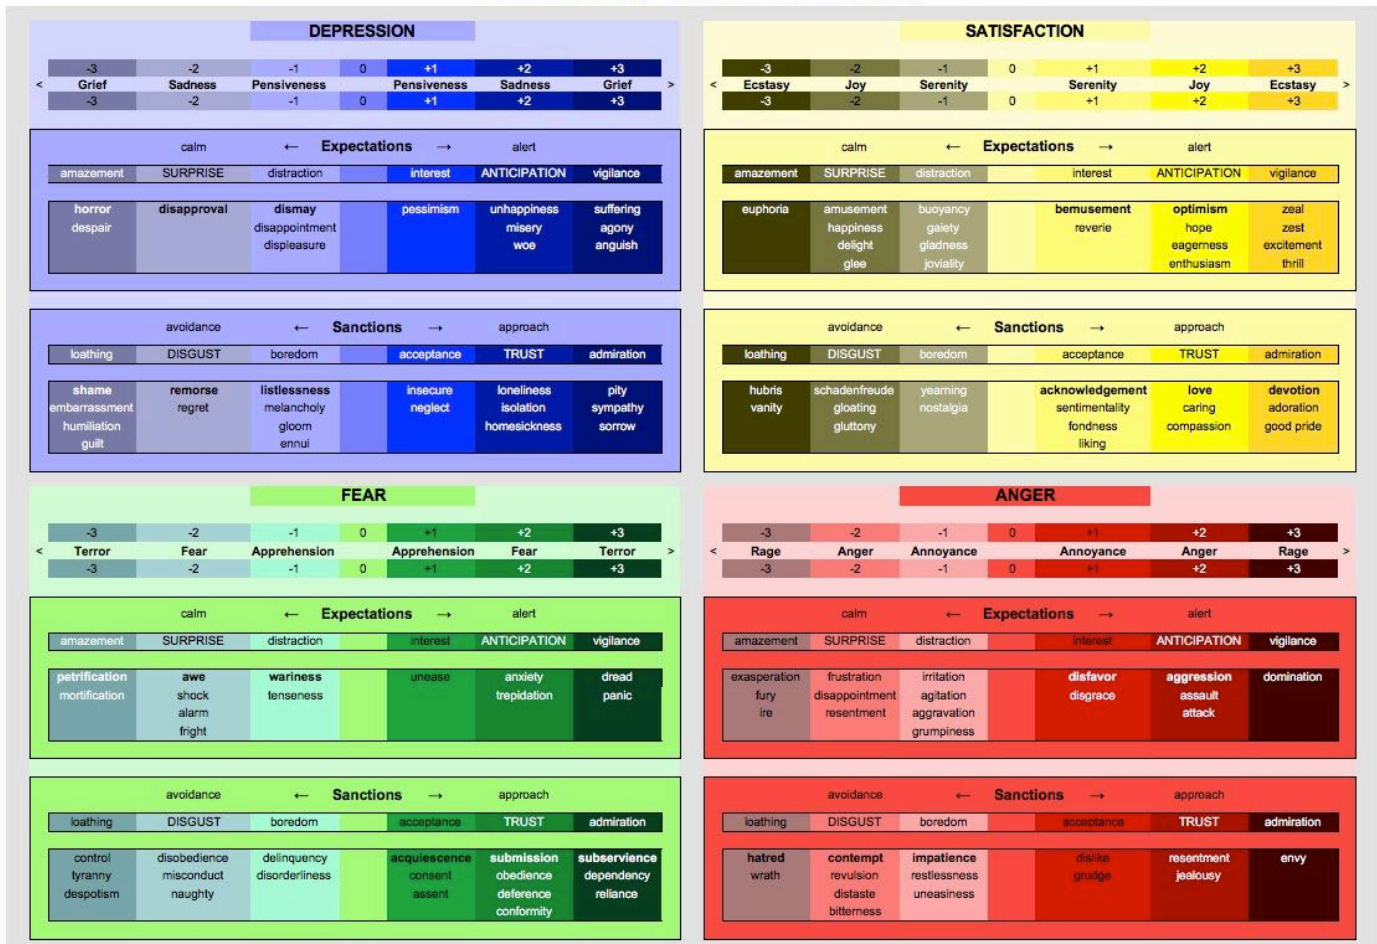 DEPRESSION
-3 -2 -1 0 +1 +2 +3
< Grief Sadness Pensiveness Pensiveness Sadness Grief >
-3 -2 -1 0 +1 +2 +3
calm ← Expectations → alert
amazement SURPRISE distraction interest ANTICIPATION vigilance
horror disapproval dismay pessimism unhappiness suffering
despair disappointment misery agony
displeasure woe anguish
avoidance ← Sanctions → approach
loathing DISGUST boredom acceptance TRUST admiration
shame remorse listlessness insecure loneliness pity
embarrassment regret melancholy neglect isolation sympathy
humiliation gloom homesickness sorrow
guilt ennui
SATISFACTION
-3 -2 -1 0 +1 +2 +3
< Ecstasy Joy Serenity Serenity Joy Ecstasy >
-3 -2 -1 0 +1 +2 +3
calm ← Expectations → alert
amazement SURPRISE distraction interest ANTICIPATION vigilance
euphoria amusement buoyancy bemusement optimism zeal
happiness gaiety reverie hope zest
delight gladness eagerness excitement
glee joviality enthusiasm thrill
avoidance ← Sanctions → approach
loathing DISGUST boredom acceptance TRUST admiration
hubris schadenfreude yearning acknowledgement love devotion
vanity gloating nostalgia sentimentality caring adoration
gluttony fondness compassion good pride
liking
FEAR
-3 -2 -1 0 +1 +2 +3
< Terror Fear Apprehension Apprehension Fear Terror >
-3 -2 -1 0 +1 +2 +3
calm ← Expectations → alert
amazement SURPRISE distraction interest ANTICIPATION vigilance
petrification awe wariness unease anxiety dread
mortification shock tenseness trepidation panic
alarm
fright
avoidance ← Sanctions → approach
loathing DISGUST boredom acceptance TRUST admiration
control disobedience delinquency acquiescence submission subservience
tyranny misconduct disorderliness consent obedience dependency
despotism naughty assent deference reliance
conformity
ANGER
-3 -2 -1 0 +1 +2 +3
< Rage Anger Annoyance Annoyance Anger Rage >
-3 -2 -1 0 +1 +2 +3
calm ← Expectations → alert
amazement SURPRISE distraction interest ANTICIPATION vigilance
exasperation frustration irritation disfavor aggression domination
fury disappointment agitation disgrace assault
ire resentment aggravation attack
grumpiness
avoidance ← Sanctions → approach
loathing DISGUST boredom acceptance TRUST admiration
hatred contempt impatience dislike resentment envy
wrath revulsion restlessness grudge jealousy
distaste uneasiness
bitterness